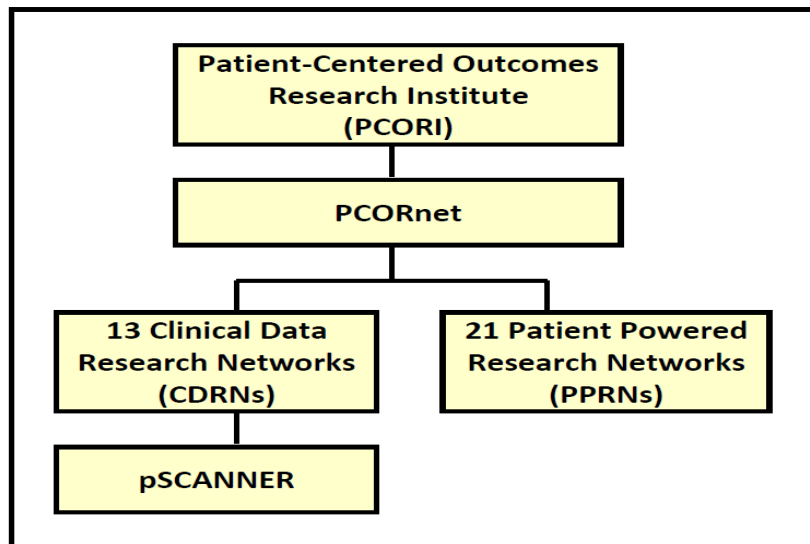 Patient-Centered Outcomes
Research Institute
(PCORI)
PCORnet
13 Clinical Data
Research Networks
(CDRNs)
21 Patient Powered
Research Networks
(PPRNs)
pSCANNER